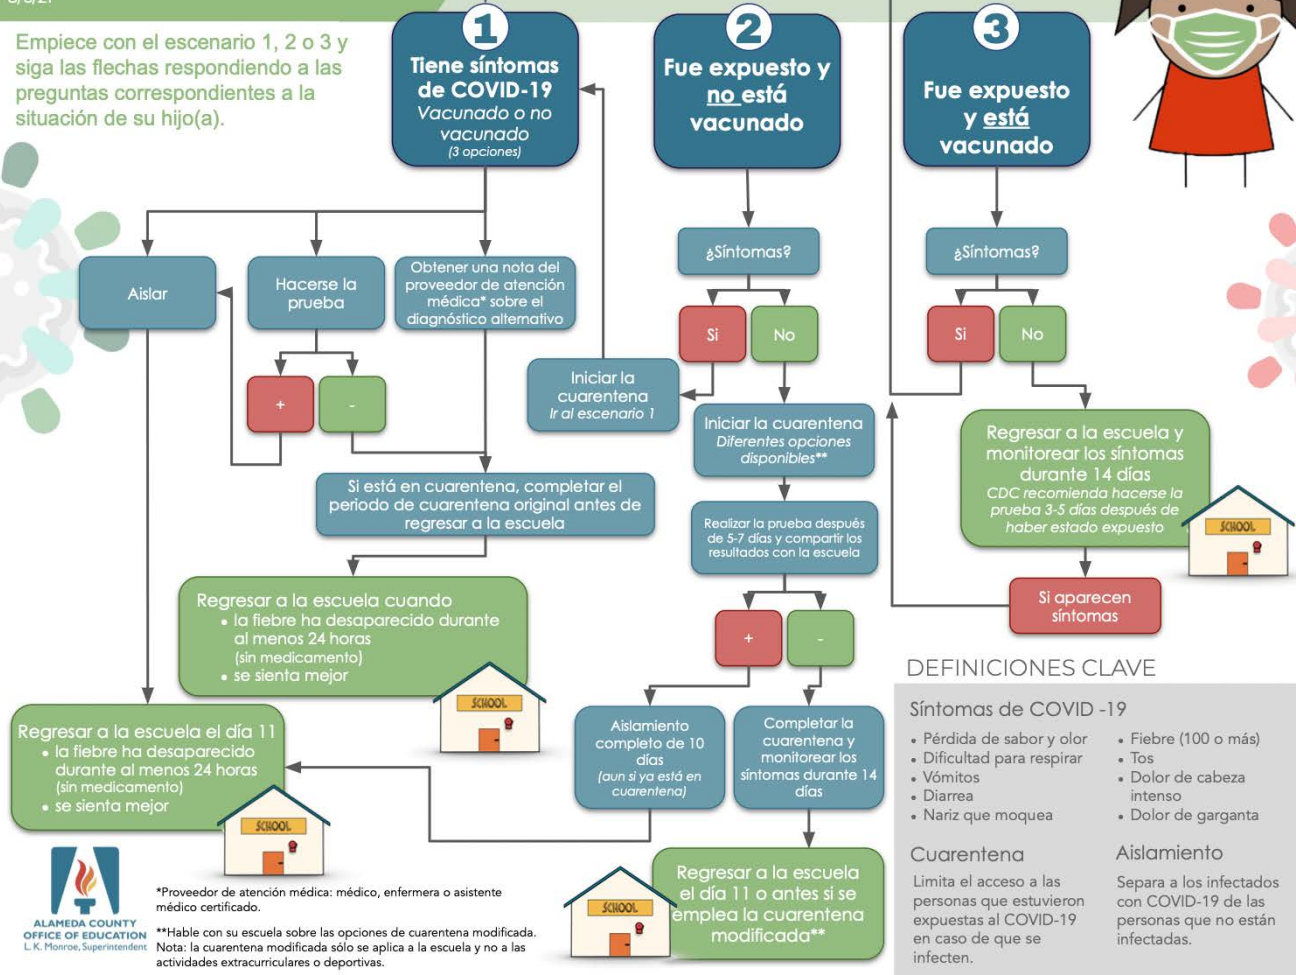 Empiece con el escenario 1, 2 o 3 y
siga las flechas respondiendo a las
preguntas correspondientes a la
situación de su hijo(a).
1
Tiene síntomas
de COVID-19
Vacunado o no
vacunado
(3 opciones)
2
Fue expuesto y
no está
vacunado
3
Fue expuesto
y está
vacunado
Aislar
Hacerse la
prueba
Obtener una nota del
proveedor de atención
médica* sobre el
diagnóstico alternativo
+
-
Si está en cuarentena, completar el
periodo de cuarentena original antes de
regresar a la escuela
Regresar a la escuela cuando
• la fiebre ha desaparecido durante
al menos 24 horas
(sin medicamento)
• se sienta mejor
SCHOOL
Regresar a la escuela el día 11
• la fiebre ha desaparecido
durante al menos 24 horas
(sin medicamento)
• se sienta mejor
SCHOOL
¿Síntomas?
Si
No
Iniciar la
cuarentena
Ir al escenario 1
Iniciar la cuarentena
Diferentes opciones
disponibles**
Realizar la prueba después
de 5-7 días y compartir los
resultados con la escuela
+
-
Aislamiento
completo de 10
días
(aun si ya está en
cuarentena)
Completar la
cuarentena y
monitorear los
síntomas durante 14
días
Regresar a la escuela
el día 11 o antes si se
emplea la cuarentena
modificada**
SCHOOL
¿Síntomas?
Si
No
Regresar a la escuela y
monitorear los síntomas
durante 14 días
CDC recomienda hacerse la
prueba 3-5 días después de
haber estado expuesto
SCHOOL
Si aparecen
síntomas
DEFINICIONES CLAVE
Síntomas de COVID -19
• Pérdida de sabor y olor
• Dificultad para respirar
• Vómitos
• Diarrea
• Nariz que moquea
• Fiebre (100 o más)
• Tos
• Dolor de cabeza
intenso
• Dolor de garganta
Cuarentena
Limita el acceso a las
personas que estuvieron
expuestas al COVID-19
en caso de que se
infecten.
Aislamiento
Separa a los infectados
con COVID-19 de las
personas que no están
infectadas.
ALAMEDA COUNTY
OFFICE OF EDUCATION
L. K. Monroe, Superintendent
*Proveedor de atención médica: médico, enfermera o asistente
médico certificado.
**Hable con su escuela sobre las opciones de cuarentena modificada.
Nota: la cuarentena modificada sólo se aplica a la escuela y no a las
actividades extracurriculares o deportivas.